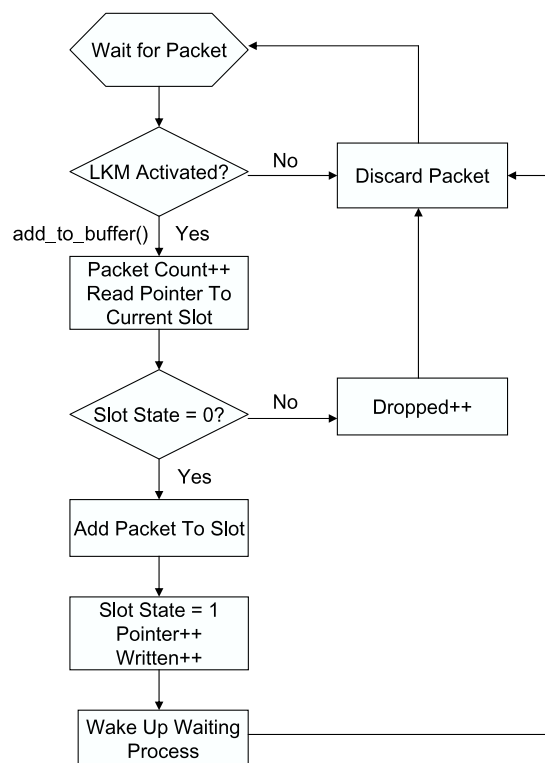 Wait for Packet
LKM Activated?
No
Discard Packet
add_to_buffer()
Yes
Packet Count++
Read Pointer To
Current Slot
Slot State = 0?
No
Dropped++
Yes
Add Packet To Slot
Slot State = 1
Pointer++
Written++
Wake Up Waiting
Process